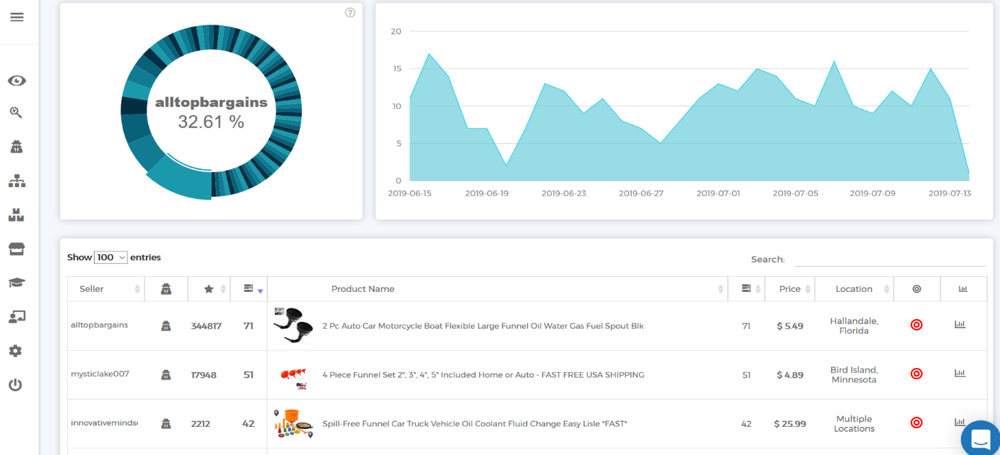 ?
alltopbargains
32.61 %
20
15
10
5
0
2019-06-15 2019-06-19 2019-06-23 2019-06-27 2019-07-01 2019-07-05 2019-07-09 2019-07-13
Show 100 entries
Search:
Seller Product Name Price Location
alltopbargains 344817 71 2 Pc Auto Car Motorcycle Boat Flexible Large Funnel Oil Water Gas Fuel Spout Blk 71 $ 5.49 Hallandale,
Florida
mysticlake007 17948 51 4 Piece Funnel Set 2", 3", 4", 5" Included Home or Auto - FAST FREE USA SHIPPING 51 $ 4.89 Bird Island,
Minnesota
innovativeminds 2212 42 Spill-Free Funnel Car Truck Vehicle Oil Coolant Fluid Change Easy Lisle *FAST* 42 $ 25.99 Multiple
Locations